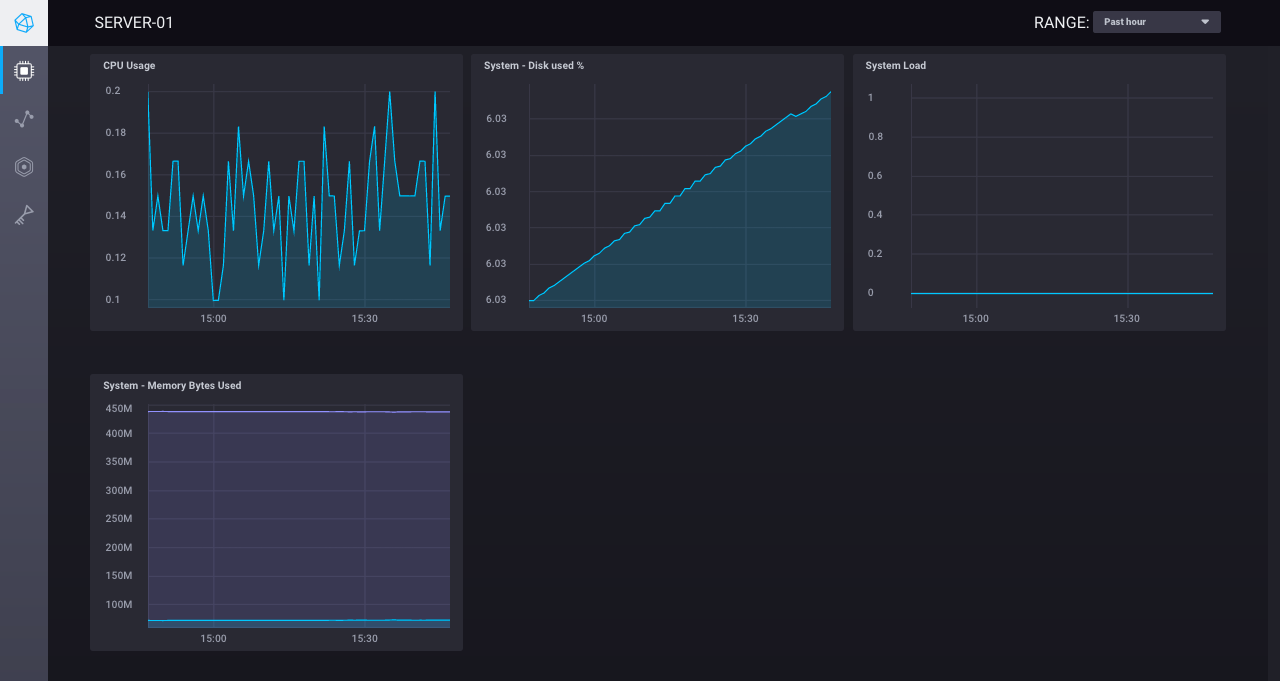 SERVER-01
RANGE: Past hour
CPU Usage
0.2
0.18
0.16
0.14
0.12
0.1
15:00 15:30
System - Disk used %
6.03
6.03
6.03
6.03
6.03
6.03
15:00 15:30
System Load
1
0.8
0.6
0.4
0.2
0
15:00 15:30
System - Memory Bytes Used
450M
400M
350M
300M
250M
200M
150M
100M
15:00 15:30